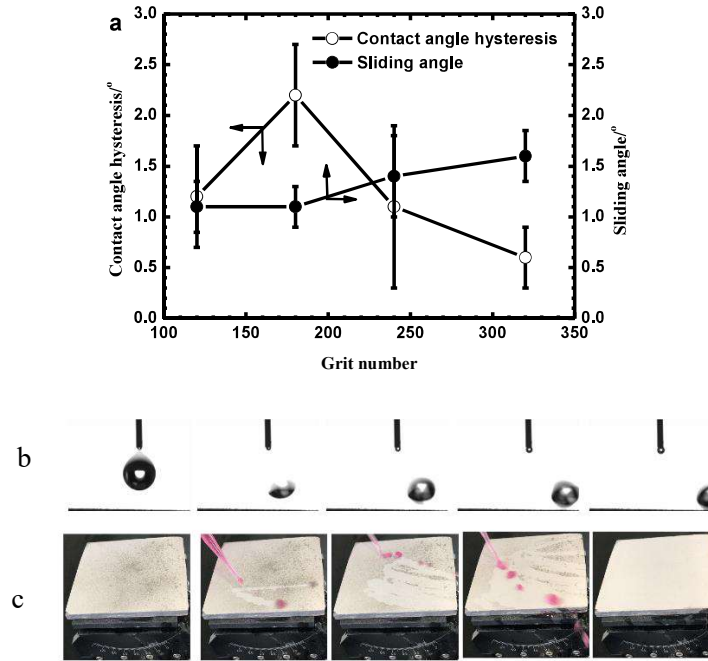 a
3.0
2.5
2.0
1.5
1.0
0.5
0.0
Contact angle hysteresis/°
Contact angle hysteresis
Sliding angle
3.0
2.5
2.0
1.5
1.0
0.5
0.0
Sliding angle/°
100 150 200 250 300 350
Grit number
b
c